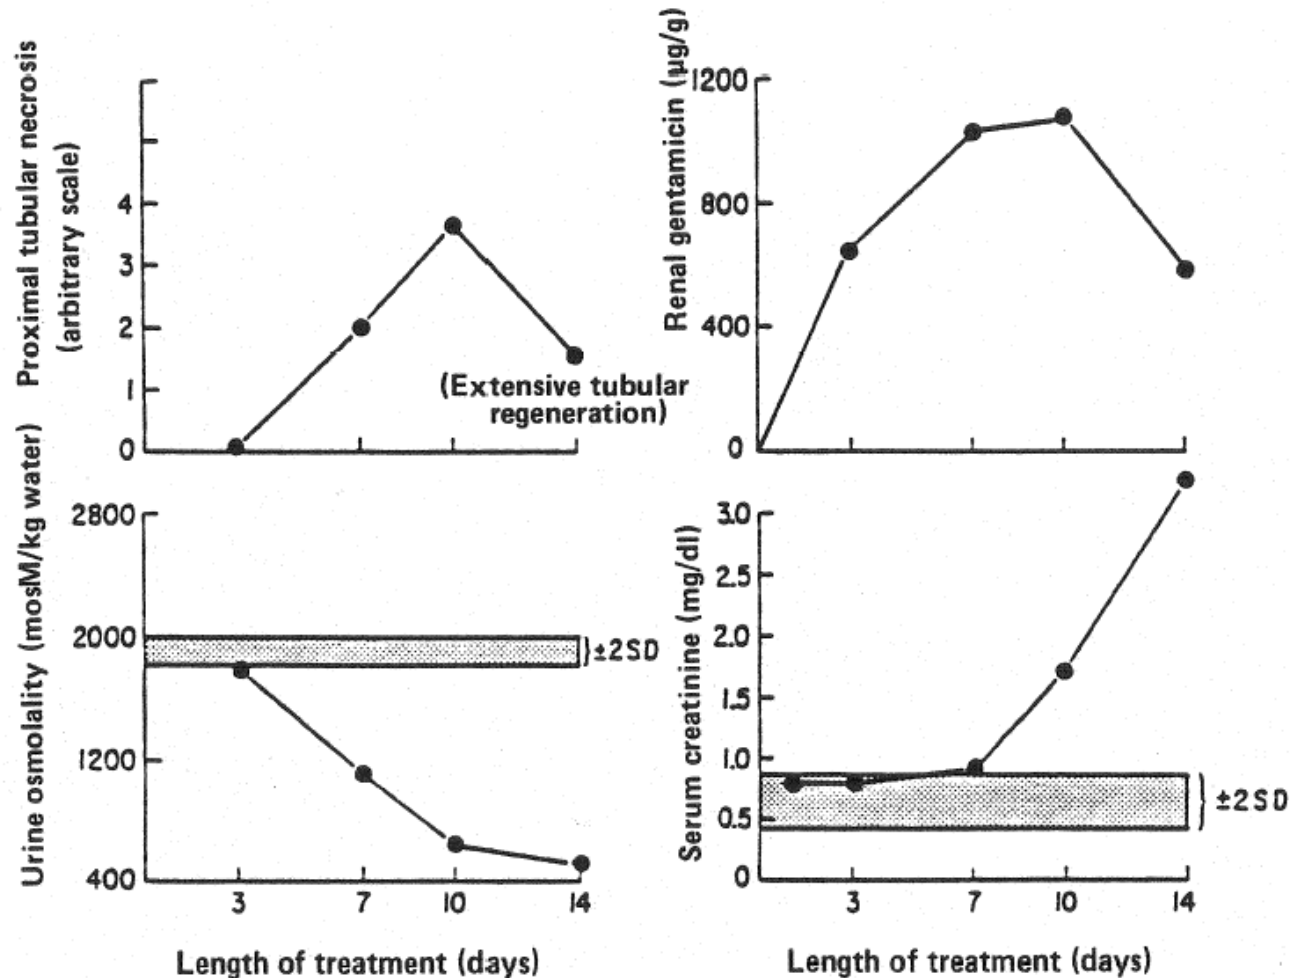 Proximal tubular necrosis
(arbitrary scale)
4
3
2
1
0
(Extensive tubular
regeneration)
Renal gentamicin (µg/g)
1200
800
400
0
Urine osmolality (mosM/kg water)
2800
2000
1200
400
±2SD
3 7 10 14
Length of treatment (days)
Serum creatinine (mg/dl)
3.0
2.5
2.0
1.5
1.0
0.5
0
±2SD
3 7 10 14
Length of treatment (days)